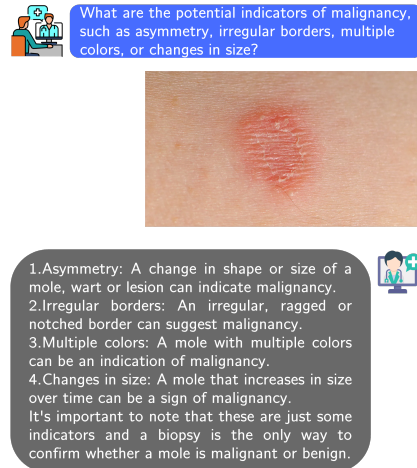 What are the potential indicators of malignancy,
such as asymmetry, irregular borders, multiple
colors, or changes in size?
1.Asymmetry: A change in shape or size of a
mole, wart or lesion can indicate malignancy.
2.Irregular borders: An irregular, ragged or
notched border can suggest malignancy.
3.Multiple colors: A mole with multiple colors
can be an indication of malignancy.
4.Changes in size: A mole that increases in size
over time can be a sign of malignancy.
It's important to note that these are just some
indicators and a biopsy is the only way to
confirm whether a mole is malignant or benign.